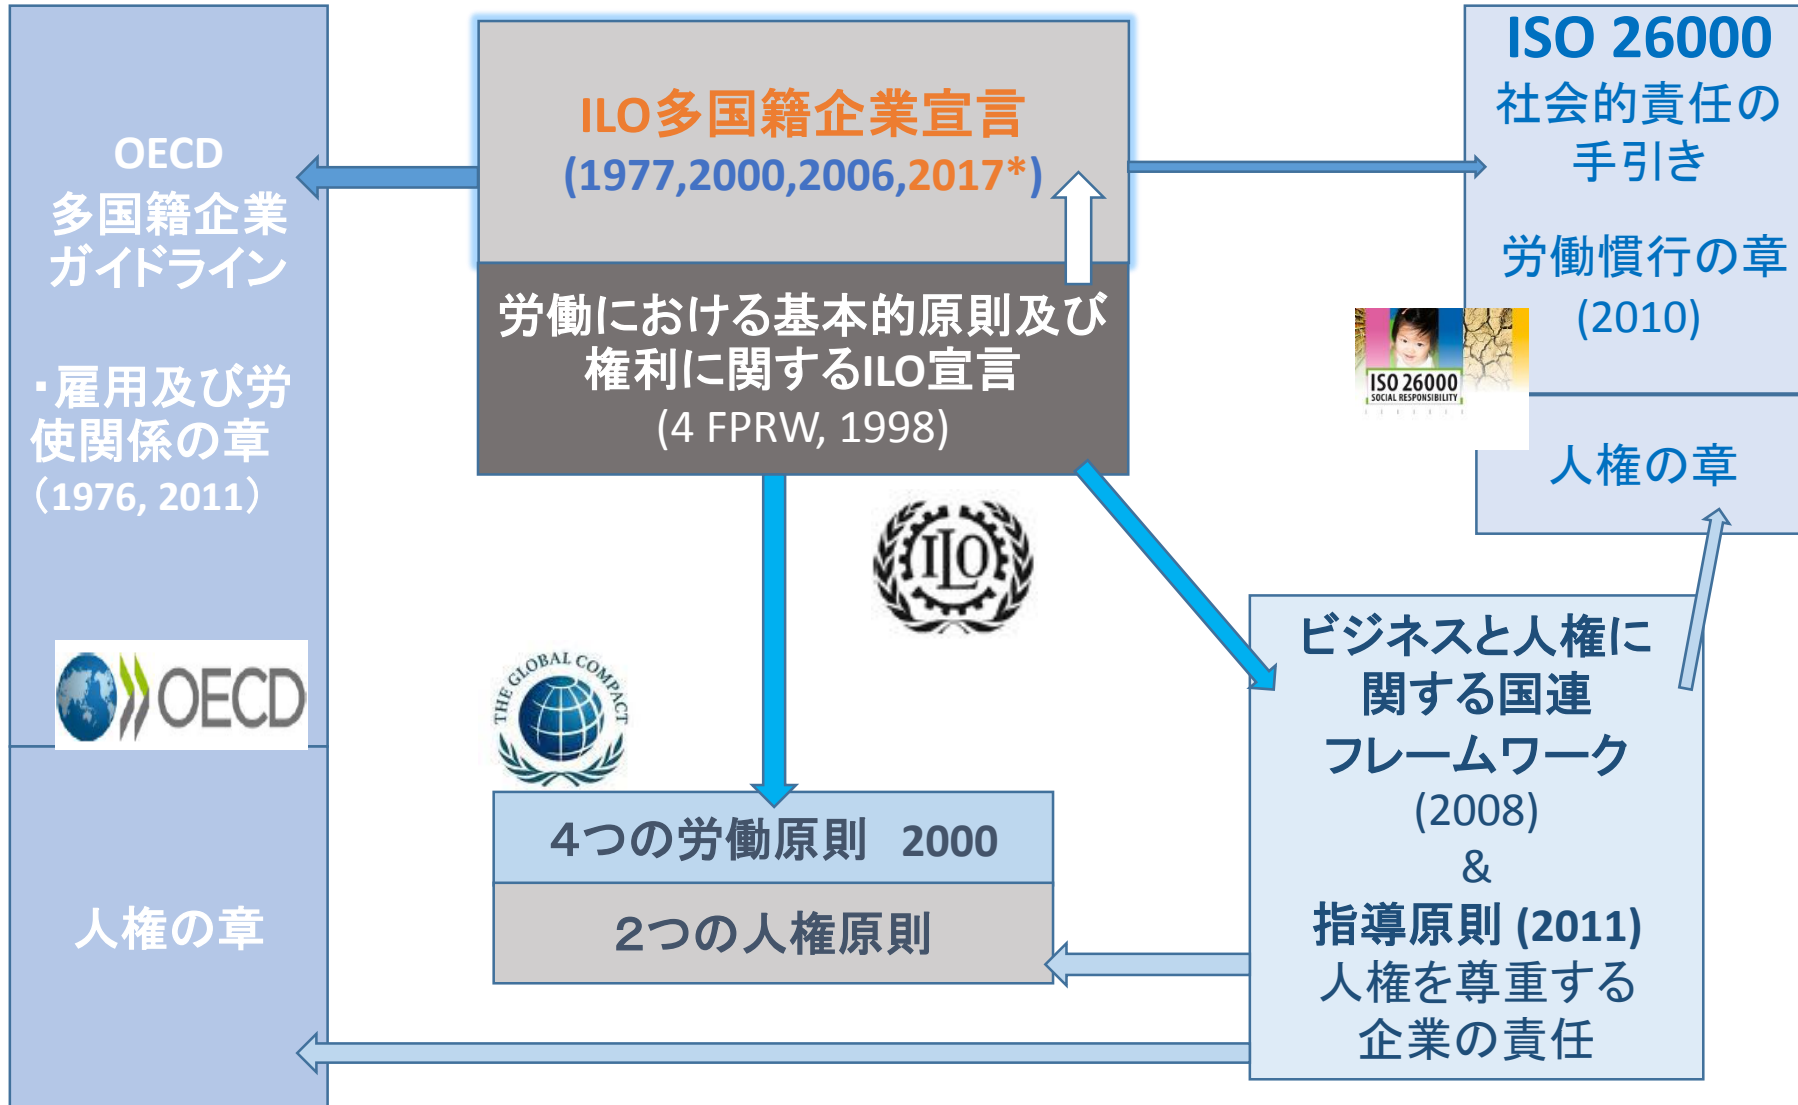 OECD
多国籍企業
ガイドライン
・雇用及び労
使関係の章
（1976, 2011）
OECD
人権の章
ILO多国籍企業宣言
(1977,2000,2006,2017*)
労働における基本的原則及び
権利に関するILO宣言
(4 FPRW, 1998)
ILO
THE GLOBAL COMPACT
４つの労働原則 2000
２つの人権原則
ISO 26000
社会的責任の
手引き
労働慣行の章
(2010)
ISO 26000
SOCIAL RESPONSIBILITY
人権の章
ビジネスと人権に
関する国連
フレームワーク
(2008)
&
指導原則 (2011)
人権を尊重する
企業の責任